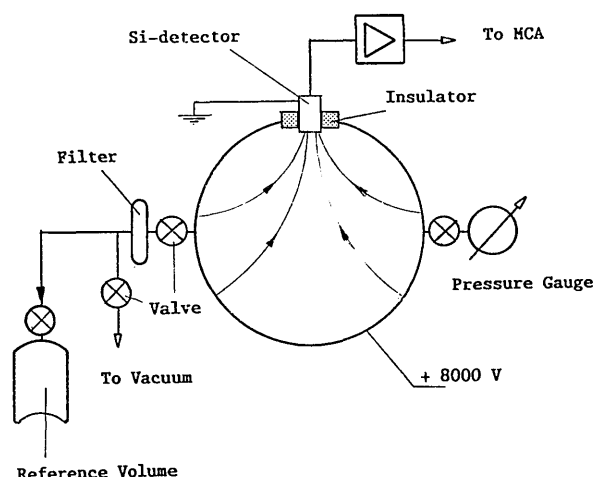 To MCA
Si-detector
Insulator
Filter
Pressure Gauge
Valve
To Vacuum
+ 8000 V
Reference Volume